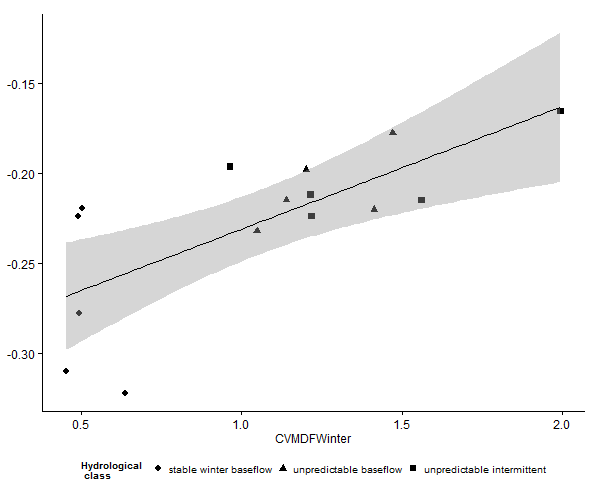 -0.15
-0.20
-0.25
-0.30
0.5 1.0 1.5 2.0
CVMDFWinter
Hydrological
class
stable winter baseflow unpredictable baseflow unpredictable intermittent